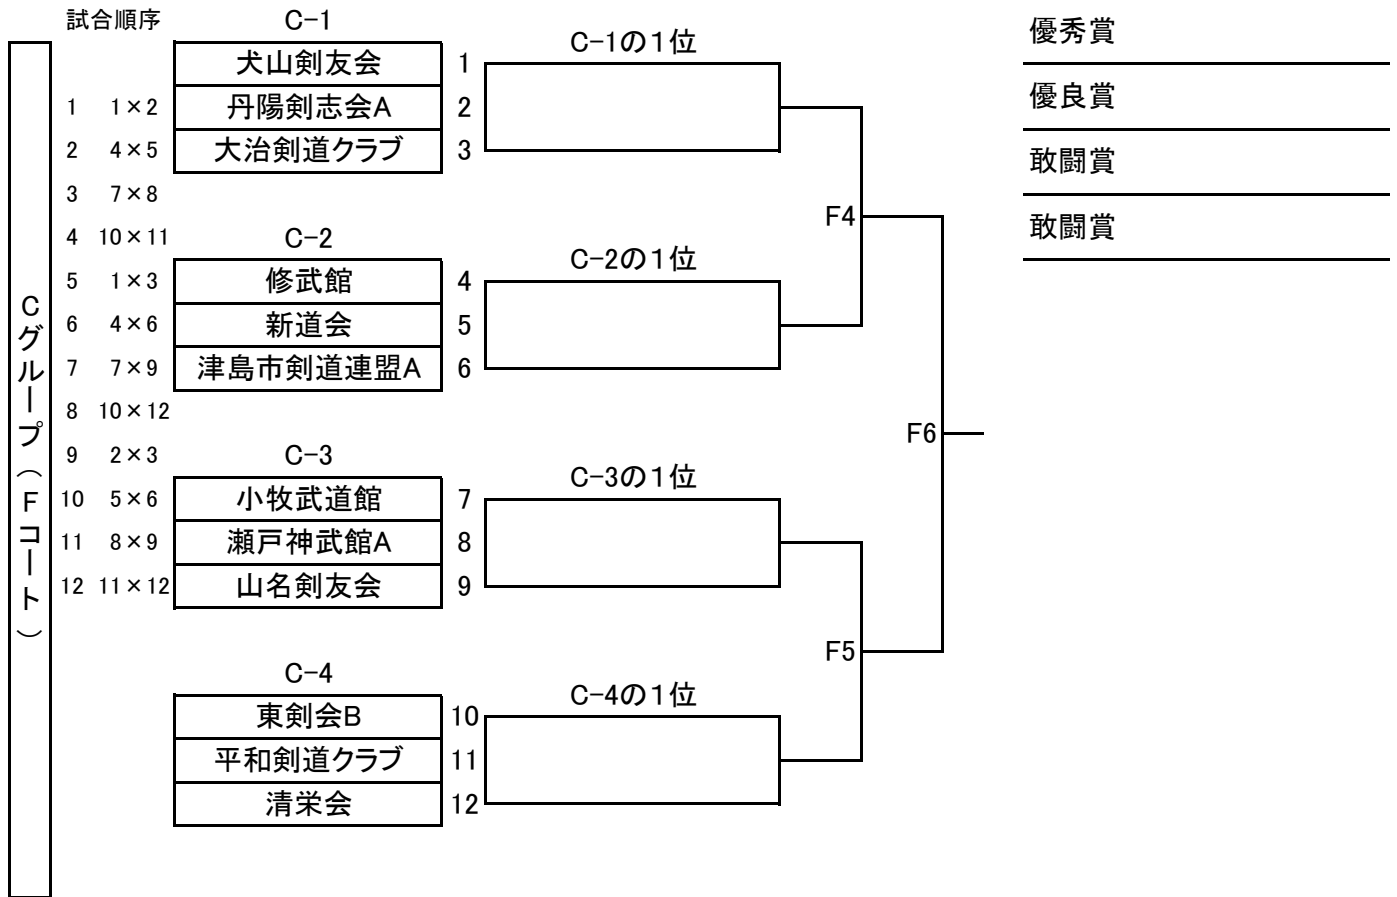 試合順序
C-1
C-1の1位
優秀賞
犬山剣友会 1
1 1×2 丹陽剣志会A 2
優良賞
2 4×5 大治剣道クラブ 3
敢闘賞
3 7×8
F4
敢闘賞
4 10×11
C-2
C-2の1位
5 1×3 修武館 4
6 4×6 新道会 5
7 7×9 津島市剣道連盟A 6
8 10×12
F6
9 2×3
C-3
C-3の1位
10 5×6 小牧武道館 7
11 8×9 瀬戸神武館A 8
12 11×12 山名剣友会 9
F5
C-4
C-4の1位
東剣会B 10
平和剣道クラブ 11
清栄会 12
Cグループ(Fコート)